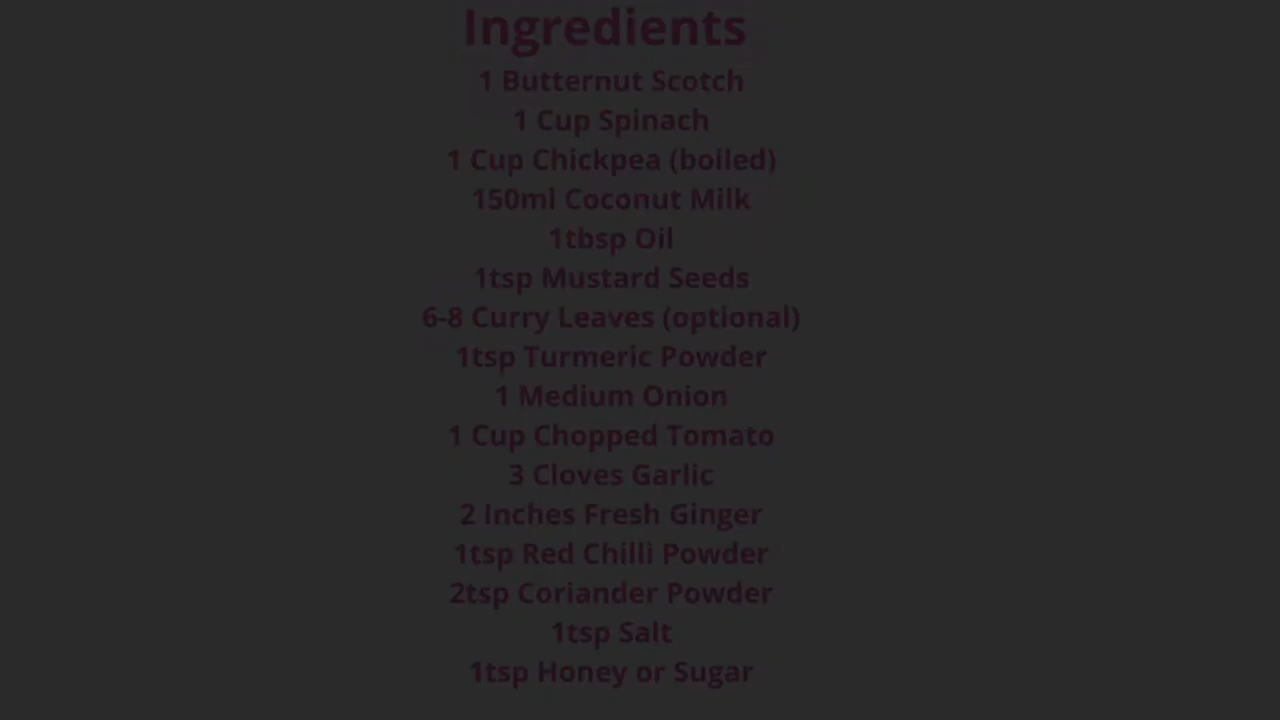 Ingredients
1 Butternut Scotch
1 Cup Spinach
1 Cup Chickpea (boiled)
150ml Coconut Milk
1tbsp Oil
1tsp Mustard Seeds
6-8 Curry Leaves (optional)
1tsp Turmeric Powder
1 Medium Onion
1 Cup Chopped Tomato
3 Cloves Garlic
2 Inches Fresh Ginger
1tsp Red Chilli Powder
2tsp Coriander Powder
1tsp Salt
1tsp Honey or Sugar